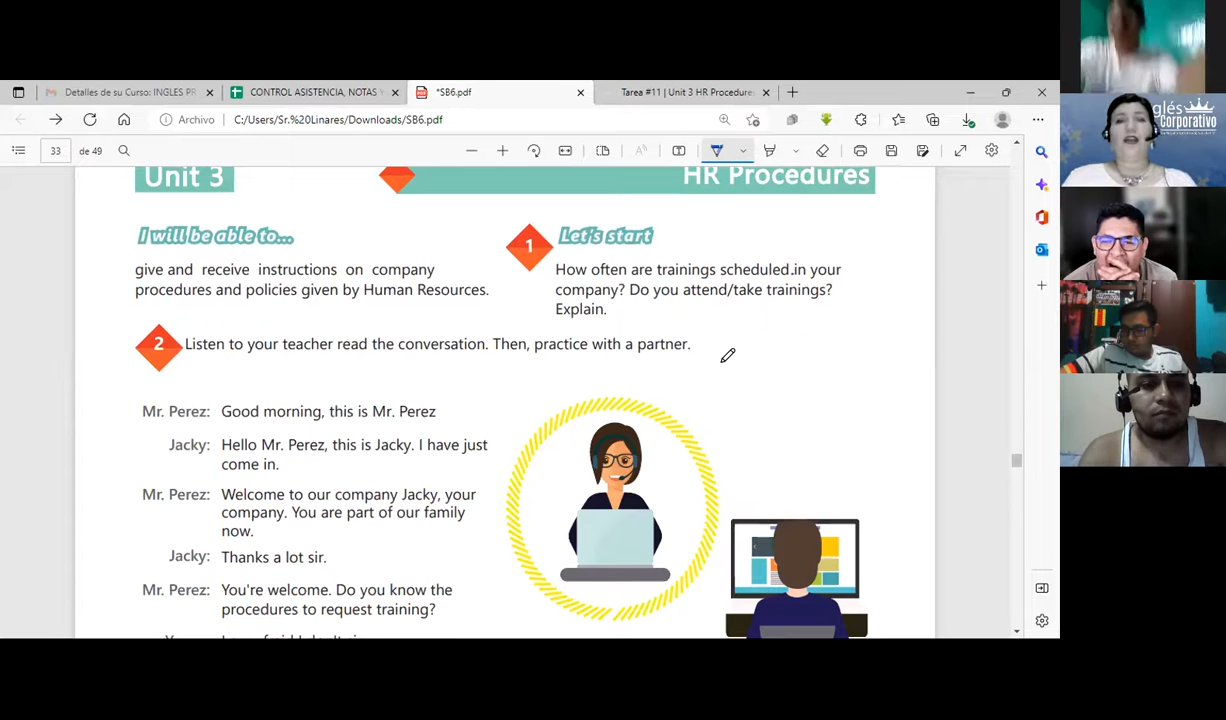 Detalles de su Curso: INGLES PR
CONTROL ASISTENCIA, NOTAS Y
*SB6.pdf
Tarea #11 | Unit 3 HR Procedures
Archivo
C:/Users/Sr.%20Linares/Downloads/SB6.pdf
33
de 49
Unit 3
HR Procedures
I will be able to...
give and receive instructions on company
procedures and policies given by Human Resources.
1
Let's start
How often are trainings scheduled.in your
company? Do you attend/take trainings?
Explain.
2
Listen to your teacher read the conversation. Then, practice with a partner.
Mr. Perez: Good morning, this is Mr. Perez
Jacky: Hello Mr. Perez, this is Jacky. I have just
come in.
Mr. Perez: Welcome to our company Jacky, your
company. You are part of our family
now.
Jacky: Thanks a lot sir.
Mr. Perez: You're welcome. Do you know the
procedures to request training?
glés
Corporativo